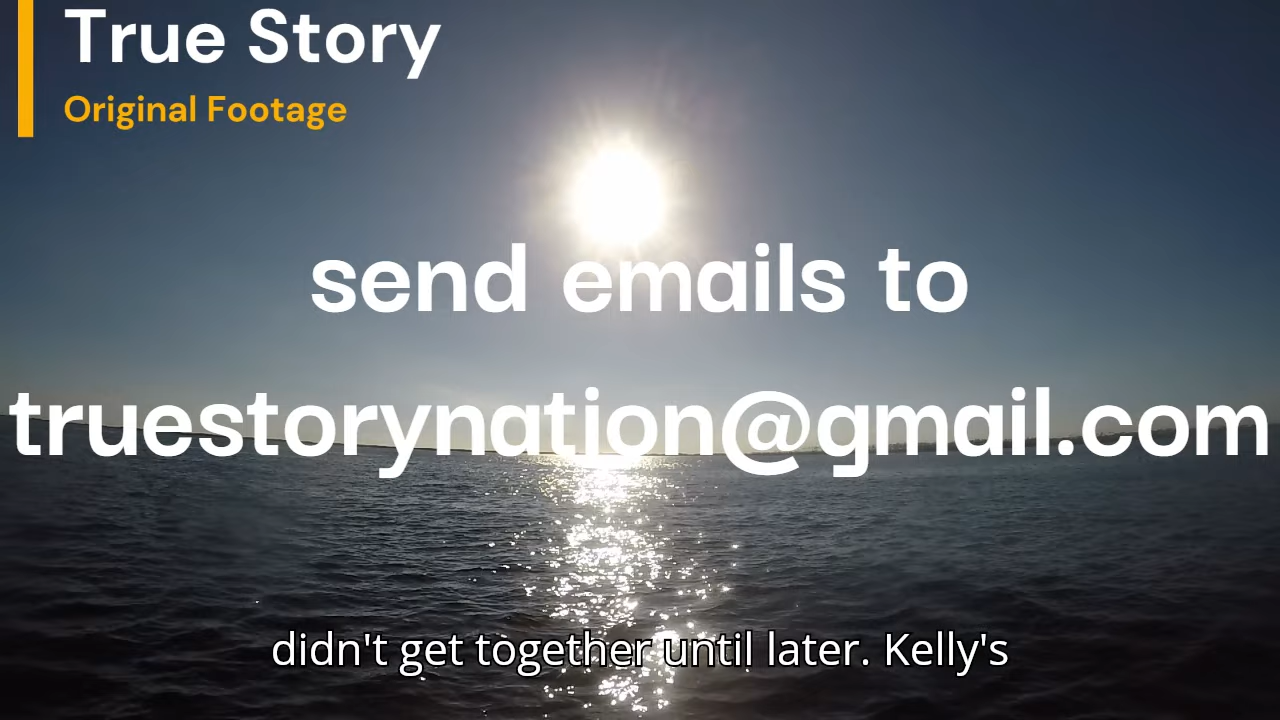 True Story
Original Footage
send emails to
truestorynation@gmail.com
didn't get together until later. Kelly's